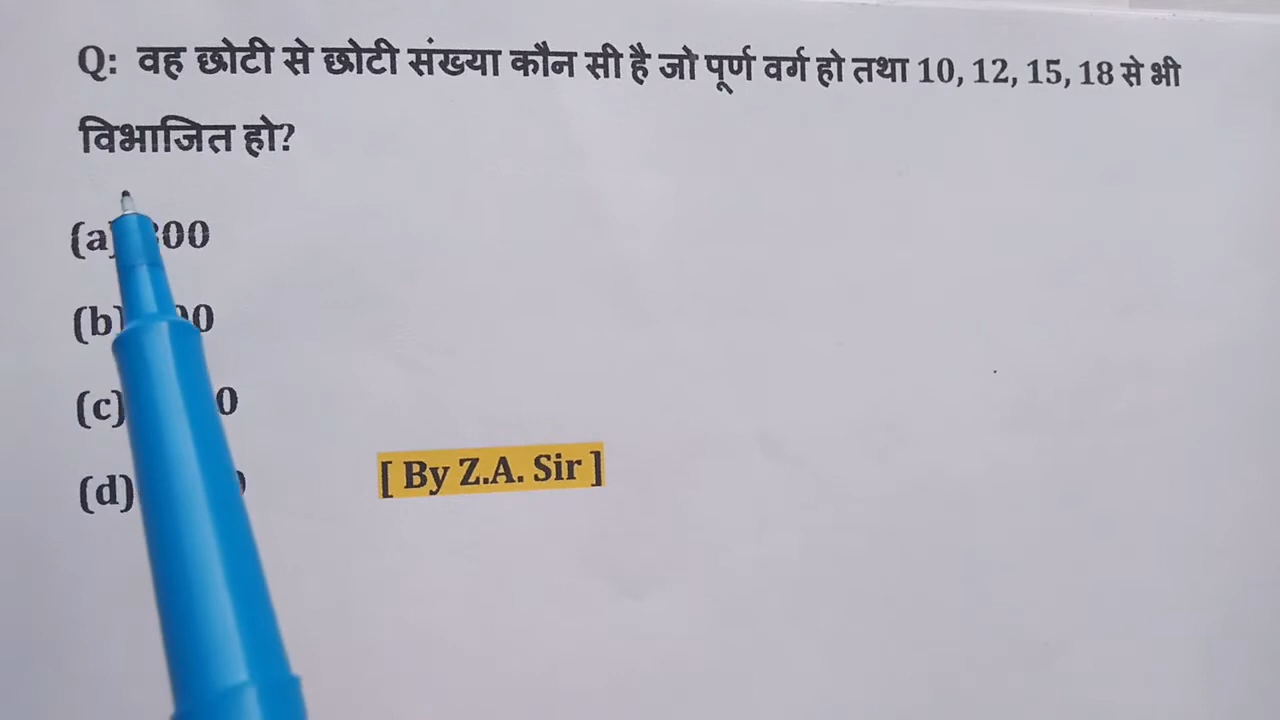 Q: वह छोटी से छोटी संख्या कौन सी है जो पूर्ण वर्ग हो तथा 10, 12, 15, 18 से भी
विभाजित हो?
(a)
(b)
(c)
(d)
[ By Z.A. Sir ]